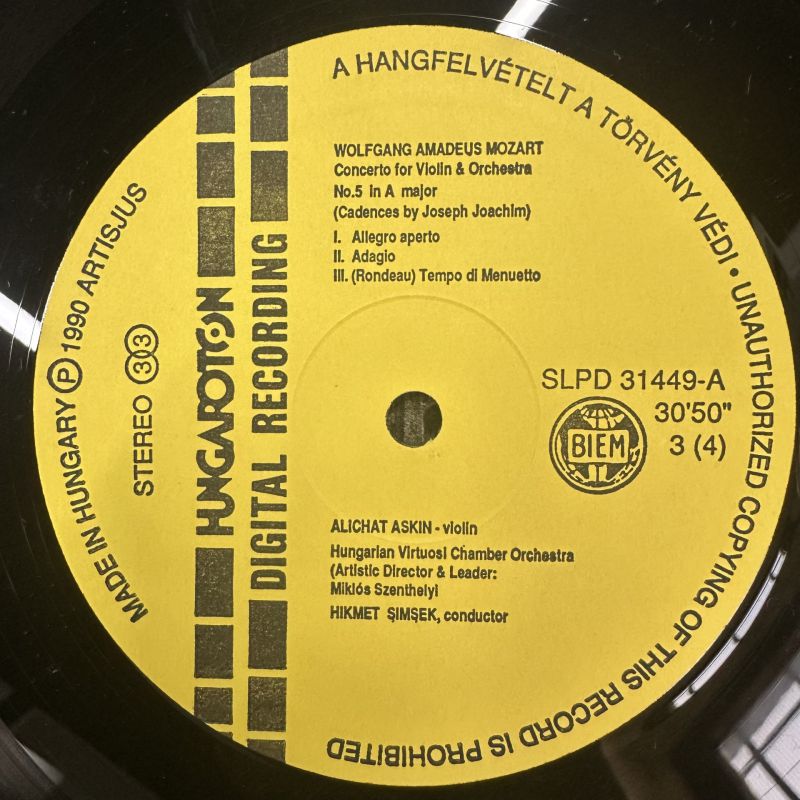 A HANGFELVÉTELT A TÖRVÉNY VÉDI • UNAUTHORIZED COPYING OF THIS RECORD IS PROHIBITED
WOLFGANG AMADEUS MOZART
Concerto for Violin & Orchestra
No.5 in A major
(Cadences by Joseph Joachim)
I. Allegro aperto
II. Adagio
III. (Rondeau) Tempo di Menuetto
MADE IN HUNGARY Ⓟ 1990 ARTISJUS
STEREO 33
HUNGAROTON
DIGITAL RECORDING
SLPD 31449-A
BIEM
30'50"
3 (4)
ALICHAT ASKIN - violin
Hungarian Virtuosi Chamber Orchestra
(Artistic Director & Leader:
Miklós Szenthelyi
HIKMET ŞIMŞEK, conductor